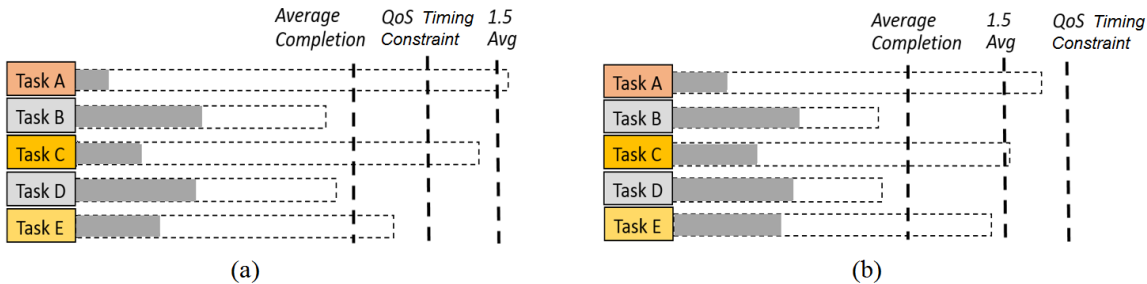 Average
Completion
QoS Timing
Constraint
1.5
Avg
Task A
Task B
Task C
Task D
Task E
(a)
Average
Completion
1.5
Avg
QoS Timing
Constraint
Task A
Task B
Task C
Task D
Task E
(b)